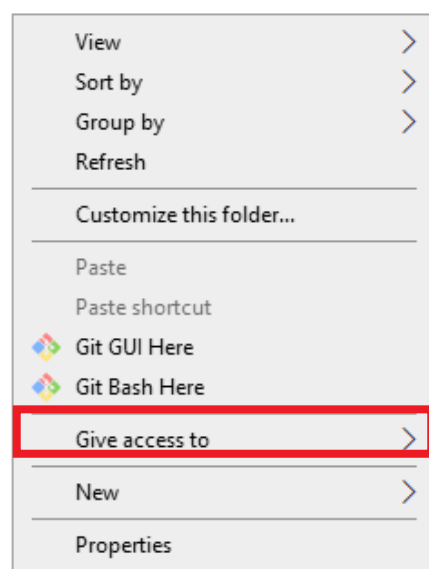 View
Sort by
Group by
Refresh
Customize this folder...
Paste
Paste shortcut
Git GUI Here
Git Bash Here
Give access to
New
Properties